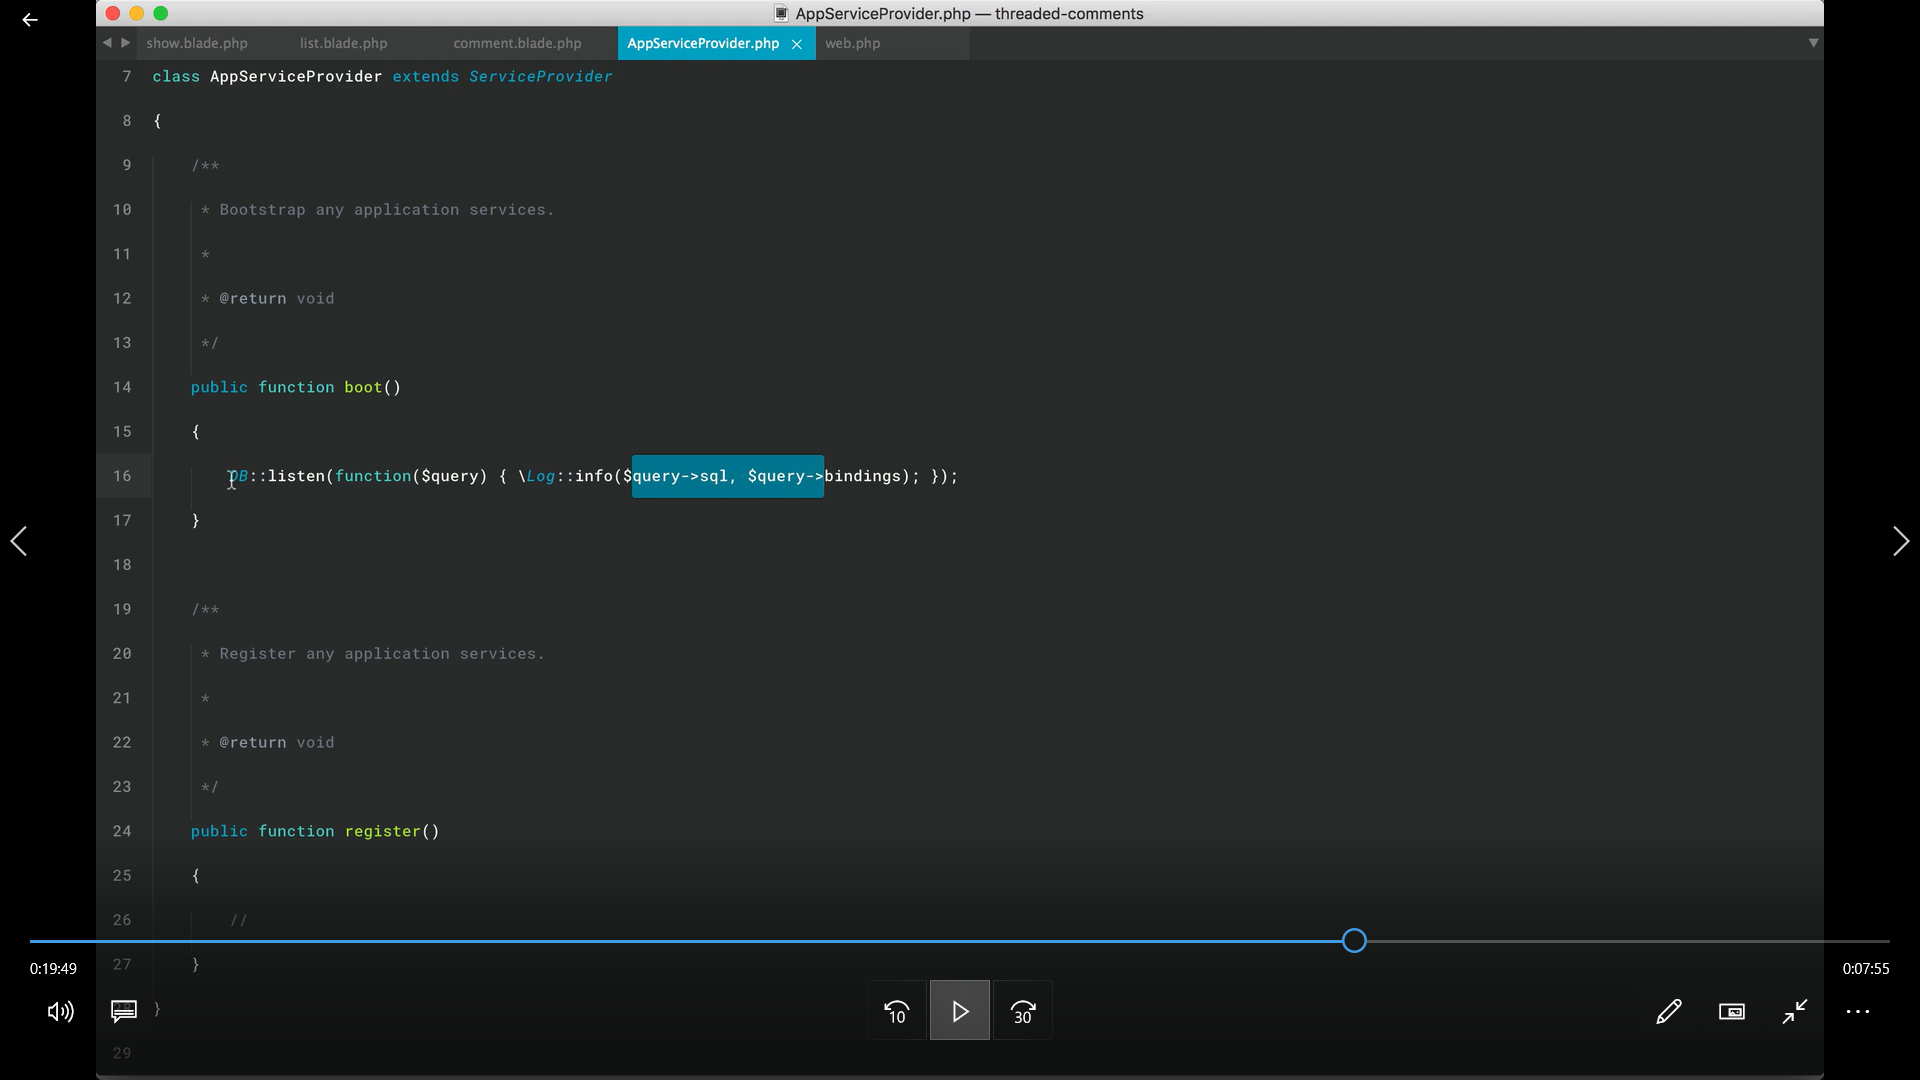 AppServiceProvider.php — threaded-comments
show.blade.php list.blade.php comment.blade.php AppServiceProvider.php web.php
7 class AppServiceProvider extends ServiceProvider
8 {
9 /**
10 * Bootstrap any application services.
11 *
12 * @return void
13 */
14 public function boot()
15 {
16 DB::listen(function($query) { \Log::info($query->sql, $query->bindings); });
17 }
18
19 /**
20 * Register any application services.
21 *
22 * @return void
23 */
24 public function register()
25 {
26 //
27 }
}
29
0:19:49 0:07:55
10 30